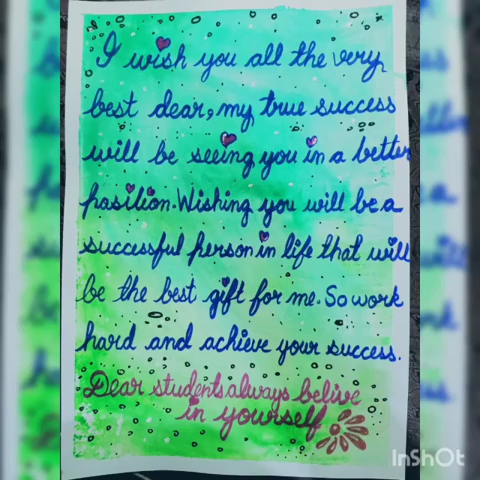 I wish you all the very
best dear, my true success
will be seeing you in a better
position. Wishing you will be a
successful person in life that will
be the best gift for me. So work
hard and achieve your success.
Dear students always belive
in yourself
InShOt